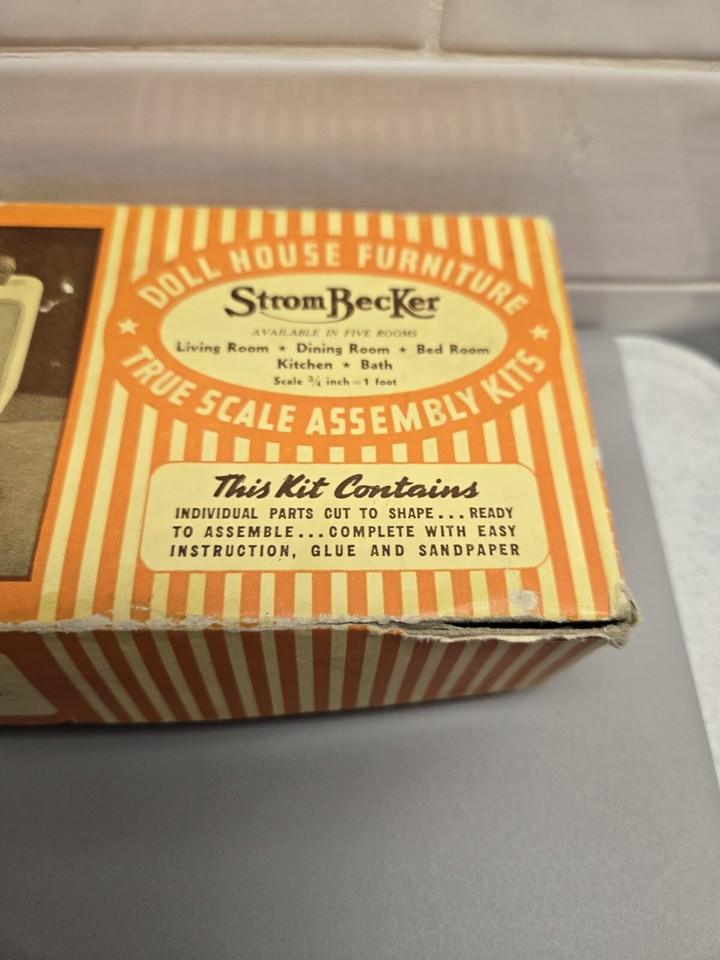 DOLL HOUSE FURNITURE
StromBecKer
AVAILABLE IN FIVE ROOMS
Living Room ★ Dining Room ★ Bed Room
Kitchen ★ Bath
Scale ¾ inch = 1 foot
★ TRUE SCALE ASSEMBLY KITS ★
This Kit Contains
INDIVIDUAL PARTS CUT TO SHAPE...READY
TO ASSEMBLE...COMPLETE WITH EASY
INSTRUCTION, GLUE AND SANDPAPER